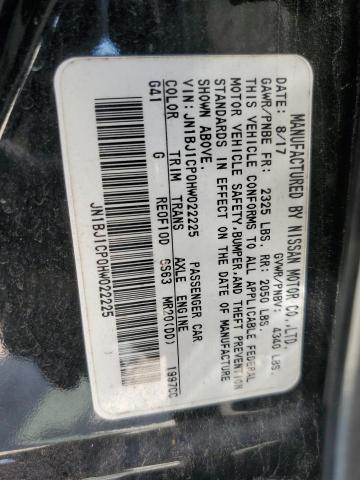 MANUFACTURED BY NISSAN MOTOR CO.,LTD.
8/17 GVWR/PNBV: 4340 LBS.
GAWR/PNBE FR: 2325 LBS. RR: 2050 LBS.
THIS VEHICLE CONFORMS TO ALL APPLICABLE FEDERAL
MOTOR VEHICLE SAFETY,BUMPER,AND THEFT PREVENTION
STANDARDS IN EFFECT ON THE DATE OF MANUFACTURE
SHOWN ABOVE.
VIN: JN1BJ1CP0HW022225 PASSENGER CAR
COLOR TRIM TRANS AXLE ENGINE
G41 G RE0F10D CS63 MR20(DD) 1997CC
JN1BJ1CP0HW022225